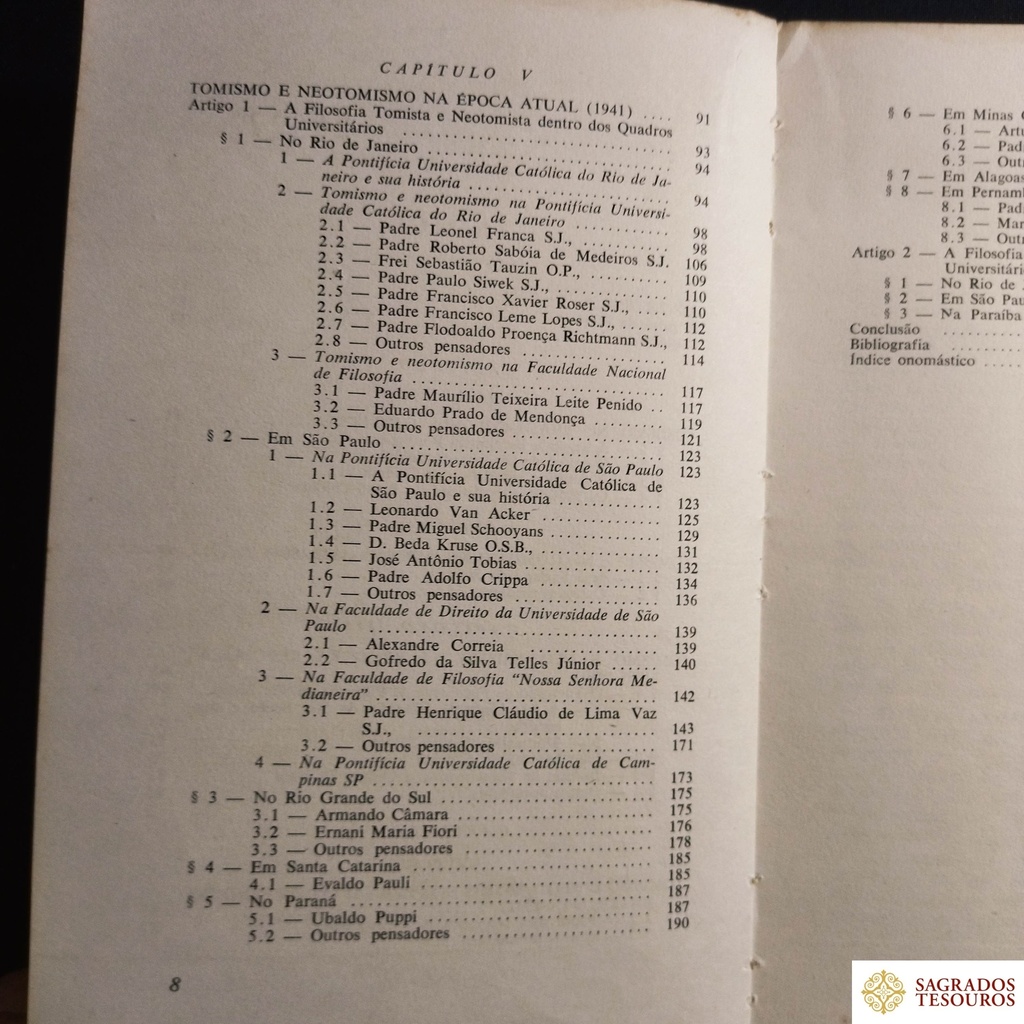 CAPÍTULO V
TOMISMO E NEOTOMISMO NA ÉPOCA ATUAL (1941) .... 91
Artigo 1 — A Filosofia Tomista e Neotomista dentro dos Quadros
Universitários .................... 93
§ 1 — No Rio de Janeiro .................... 94
1 — A Pontifícia Universidade Católica do Rio de Ja-
neiro e sua história .................... 94
2 — Tomismo e neotomismo na Pontifícia Universi-
dade Católica do Rio de Janeiro ............ 98
2.1 — Padre Leonel Franca S.J., ............ 98
2.2 — Padre Roberto Sabóia de Medeiros S.J. 106
2.3 — Frei Sebastião Tauzin O.P., ......... 109
2.4 — Padre Paulo Siwek S.J., ............ 110
2.5 — Padre Francisco Xavier Roser S.J., .... 110
2.6 — Padre Francisco Leme Lopes S.J., ...... 112
2.7 — Padre Flodoaldo Proença Richtmann S.J., 112
2.8 — Outros pensadores .................... 114
3 — Tomismo e neotomismo na Faculdade Nacional
de Filosofia .................... 117
3.1 — Padre Maurílio Teixeira Leite Penido .. 117
3.2 — Eduardo Prado de Mendonça ......... 119
3.3 — Outros pensadores .................... 121
§ 2 — Em São Paulo .................... 123
1 — Na Pontifícia Universidade Católica de São Paulo 123
1.1 — A Pontifícia Universidade Católica de
São Paulo e sua história ............ 123
1.2 — Leonardo Van Acker ................ 125
1.3 — Padre Miguel Schooyans ............ 129
1.4 — D. Beda Kruse O.S.B., ............ 131
1.5 — José Antônio Tobias ................ 132
1.6 — Padre Adolfo Crippa ................ 134
1.7 — Outros pensadores .................... 136
2 — Na Faculdade de Direito da Universidade de São
Paulo .................... 139
2.1 — Alexandre Correia ................ 139
2.2 — Gofredo da Silva Telles Júnior ...... 140
3 — Na Faculdade de Filosofia "Nossa Senhora Me-
dianeira" .................... 142
3.1 — Padre Henrique Cláudio de Lima Vaz
S.J., .................... 143
3.2 — Outros pensadores .................... 171
4 — Na Pontifícia Universidade Católica de Cam-
pinas SP .................... 173
§ 3 — No Rio Grande do Sul .................... 175
3.1 — Armando Câmara .................... 175
3.2 — Ernani Maria Fiori .................... 176
3.3 — Outros pensadores .................... 178
§ 4 — Em Santa Catarina .................... 185
4.1 — Evaldo Pauli .................... 185
§ 5 — No Paraná .................... 187
5.1 — Ubaldo Puppi .................... 187
5.2 — Outros pensadores .................... 190
8
§ 6 — Em Minas
6.1 —
6.2 —
6.3 —
§ 7 — Em Alagoas
§ 8 — Em
8.1 —
8.2 —
8.3 —
Artigo 2 — A Filosofia
§ 1 — No Rio de
§ 2 — Em São
§ 3 — Na Paraíba
Conclusão ........
Bibliografia ........
Índice onomástico ....
SAGRADOS
TESOUROS